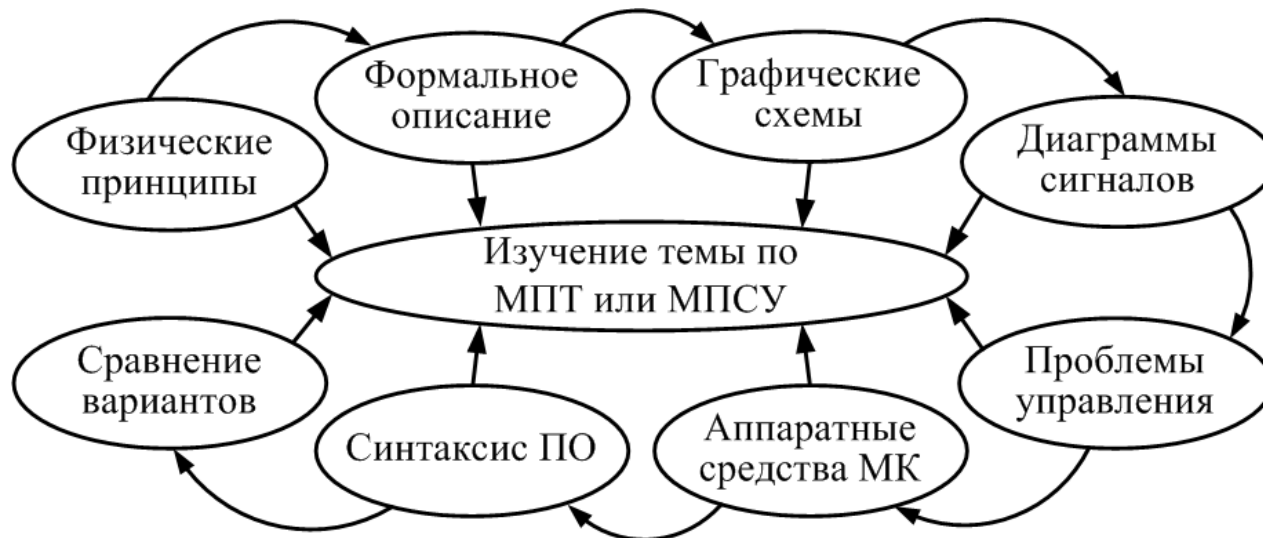 Физические
принципы
Формальное
описание
Графические
схемы
Диаграммы
сигналов
Изучение темы по
МПТ или МПСУ
Проблемы
управления
Аппаратные
средства МК
Синтаксис ПО
Сравнение
вариантов